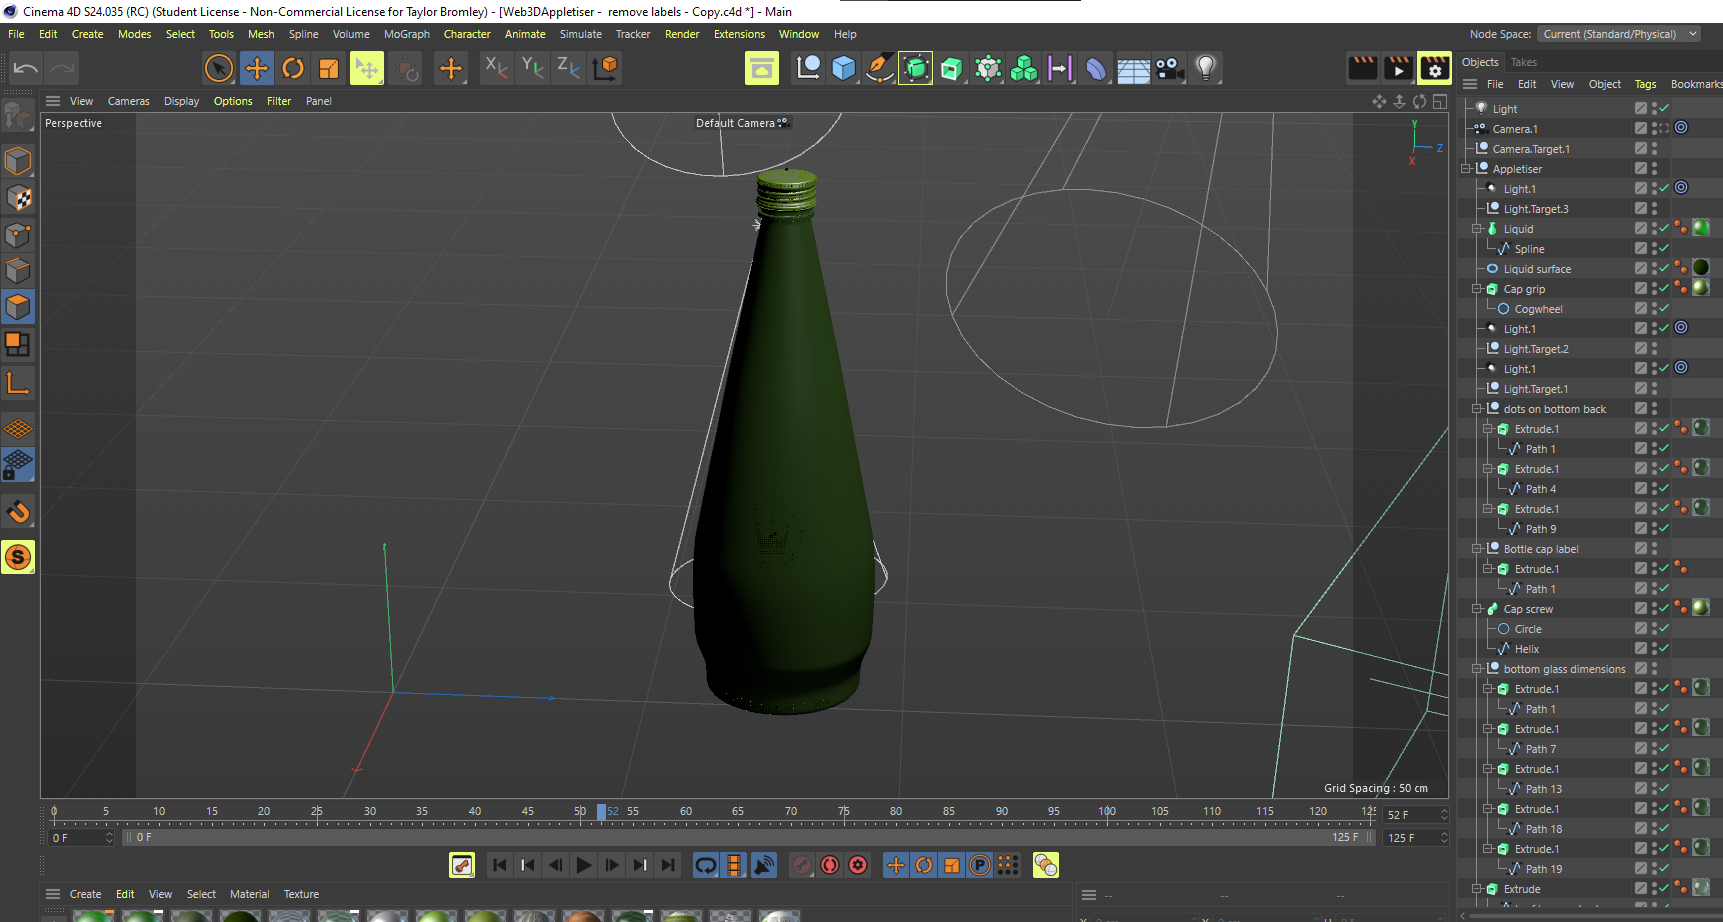 Cinema 4D S24.035 (RC) (Student License - Non-Commercial License for Taylor Bromley) - [Web3DAppletiser - remove labels - Copy.c4d *] - Main
File Edit Create Modes Select Tools Mesh Spline Volume MoGraph Character Animate Simulate Tracker Render Extensions Window Help
Node Space: Current (Standard/Physical)
X Y Z
Objects Takes
File Edit View Object Tags Bookmarks
View Cameras Display Options Filter Panel
Perspective
Default Camera
Y
Z
X
Light
Camera.1
Camera.Target.1
Appletiser
Light.1
Light.Target.3
Liquid
Spline
Liquid surface
Cap grip
Cogwheel
Light.1
Light.Target.2
Light.1
Light.Target.1
dots on bottom back
Extrude.1
Path 1
Extrude.1
Path 4
Extrude.1
Path 9
Bottle cap label
Extrude.1
Path 1
Cap screw
Circle
Helix
bottom glass dimensions
Extrude.1
Path 1
Extrude.1
Path 7
Extrude.1
Path 13
Extrude.1
Path 18
Extrude.1
Path 19
Extrude
S
Grid Spacing : 50 cm
0 5 10 15 20 25 30 35 40 45 50 52 55 60 65 70 75 80 85 90 95 100 105 110 115 120 52 F
0 F 0 F 125 F 125 F
P
Create Edit View Select Material Texture
-- -- --